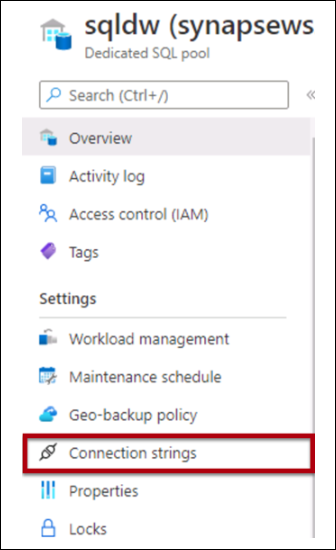 sqldw (synapsews
Dedicated SQL pool
Search (Ctrl+/)
Overview
Activity log
Access control (IAM)
Tags
Settings
Workload management
Maintenance schedule
Geo-backup policy
Connection strings
Properties
Locks